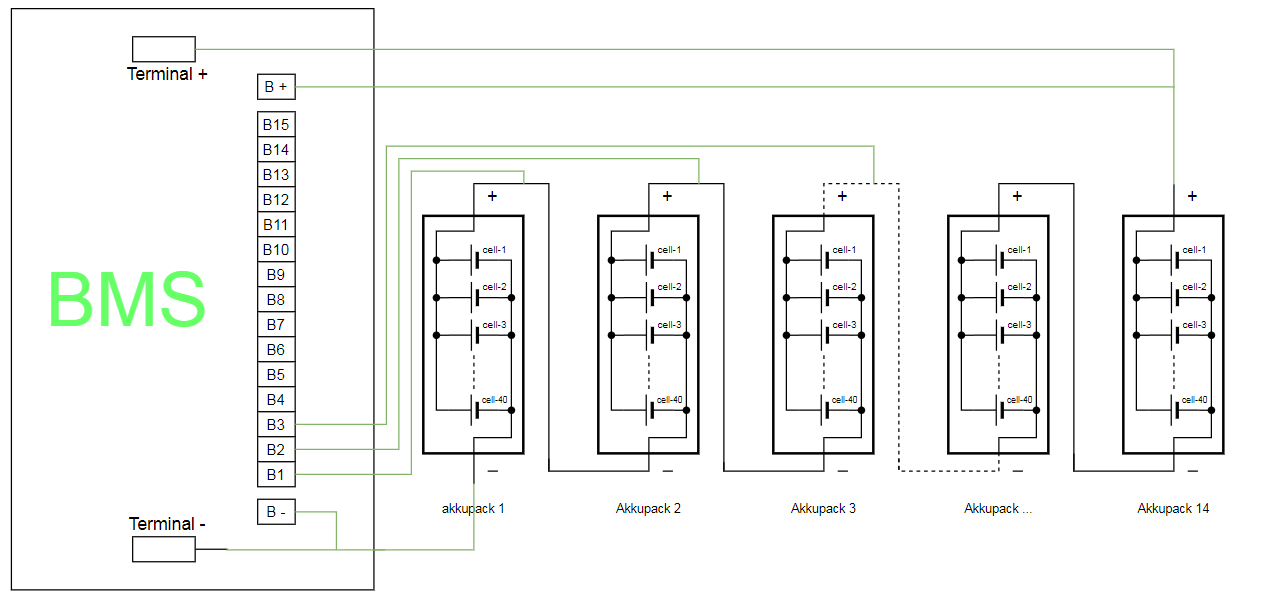 Terminal +
B +
B15
B14
B13
B12
B11
B10
B9
B8
B7
B6
B5
B4
B3
B2
B1
B -
Terminal -
BMS
+
cell-1
cell-2
cell-3
cell-40
−
akkupack 1
+
cell-1
cell-2
cell-3
cell-40
−
Akkupack 2
+
cell-1
cell-2
cell-3
cell-40
−
Akkupack 3
+
cell-1
cell-2
cell-3
cell-40
−
Akkupack ...
+
cell-1
cell-2
cell-3
cell-40
−
Akkupack 14